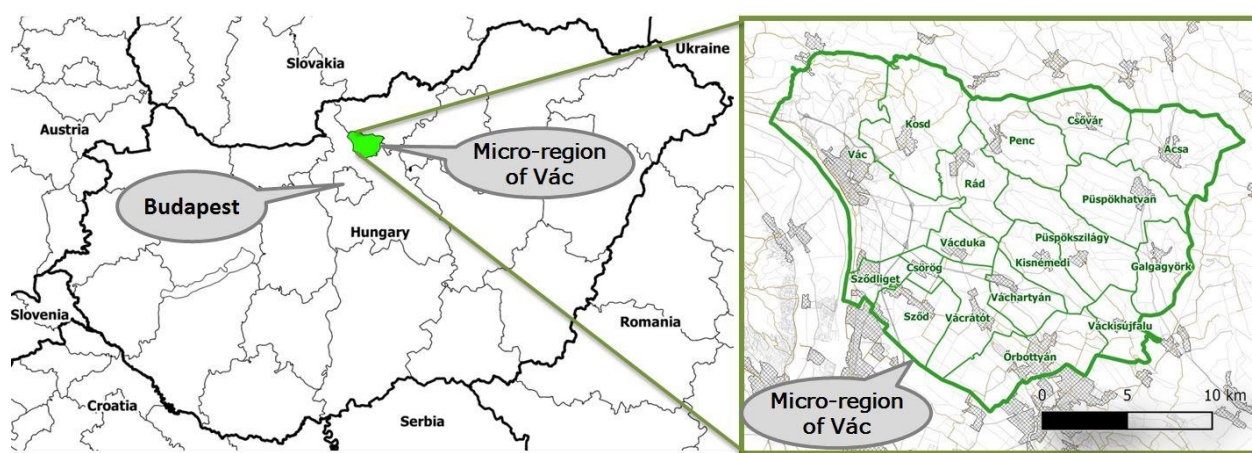 Slovakia
Ukraine
Austria
Micro-region
of Vác
Budapest
Hungary
Slovenia
Romania
Croatia
Serbia
Kosd
Csővár
Penc
Acsa
Vác
Rád
Püspökhatvan
Vácduka
Püspökszilágy
Csörög
Kisnémedi
Galgagyörk
Sződliget
Váchartyán
Sződ
Vácrátót
Váckisújfalu
Őrbottyán
Micro-region
of Vác
0 5 10 km